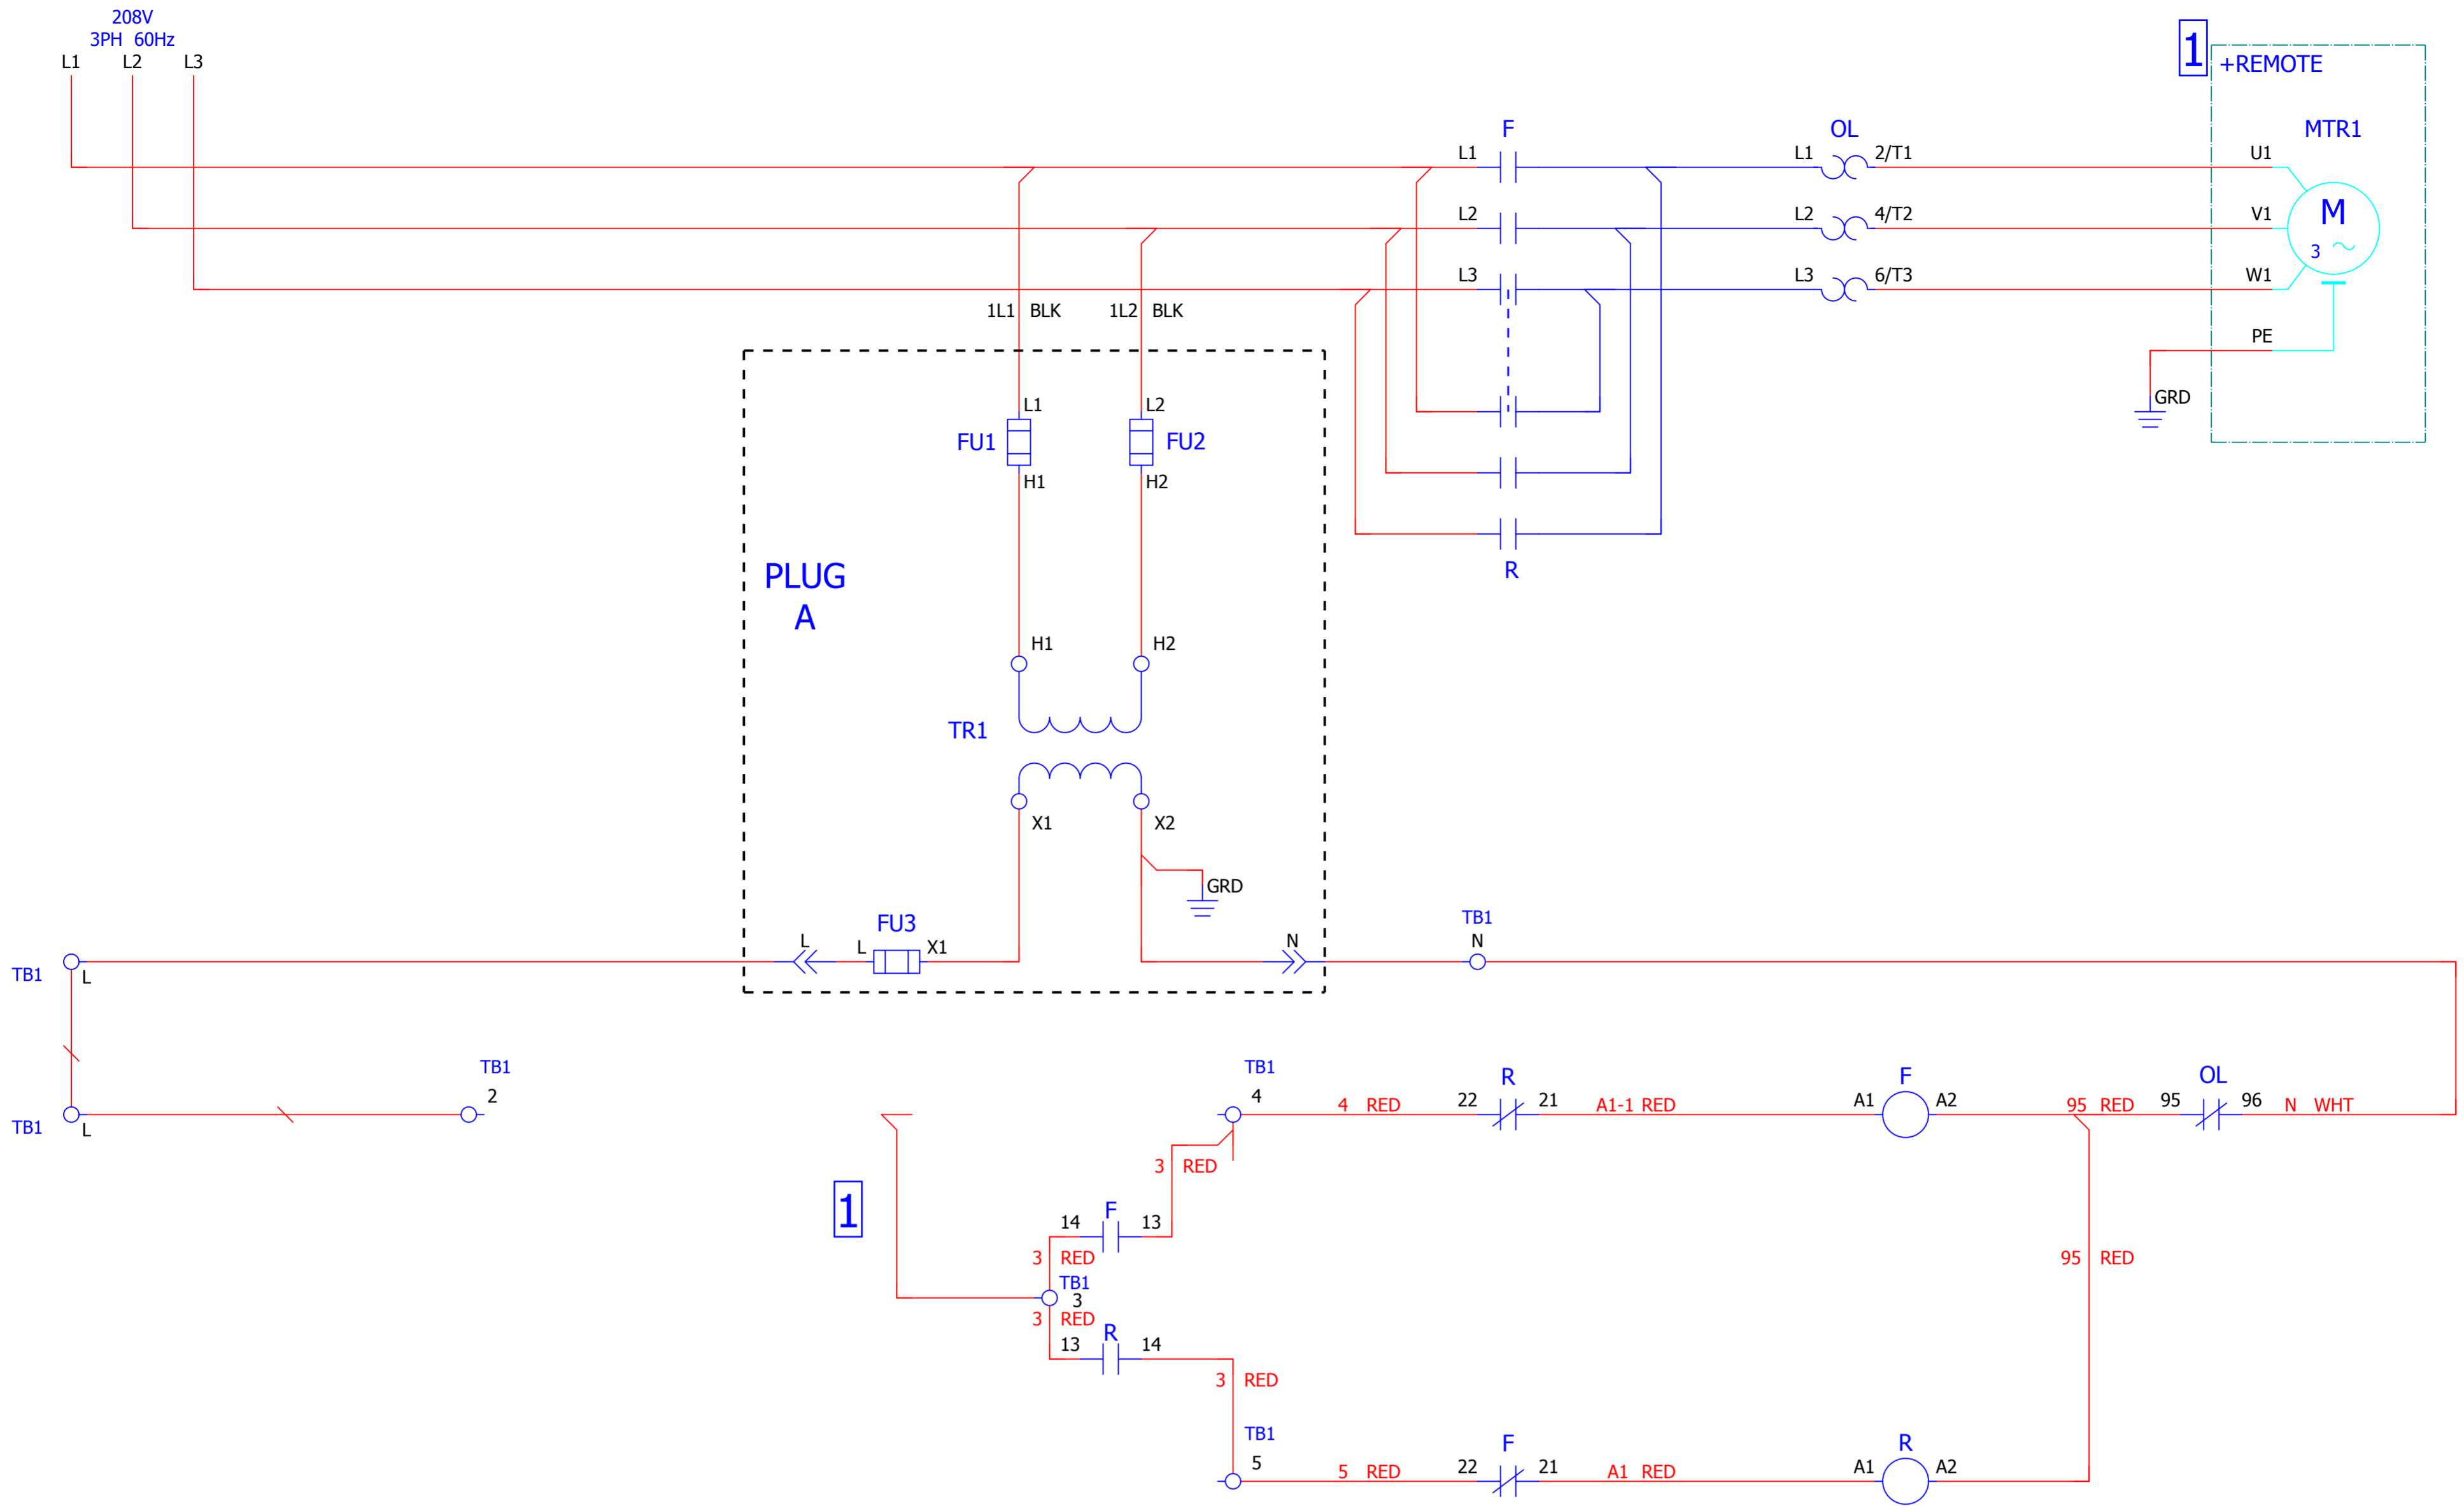 208V
3PH 60Hz
L1 L2 L3
1
+REMOTE
F
OL
MTR1
L1
L1
2/T1
U1
L2
L2
4/T2
V1
M
3
L3
L3
6/T3
W1
1L1 BLK
1L2 BLK
PE
GRD
L1
L2
FU1
FU2
H1
H2
R
PLUG
A
H1
H2
TR1
X1
X2
GRD
FU3
L
L
X1
N
TB1
N
TB1
L
TB1
2
TB1
4
4 RED
22
R
21
A1-1 RED
A1
F
A2
95 RED
95
OL
96
N WHT
TB1
L
3 RED
1
14
F
13
3 RED
95 RED
TB1
3
3 RED
13
R
14
3 RED
TB1
5
5 RED
22
F
21
A1 RED
A1
R
A2